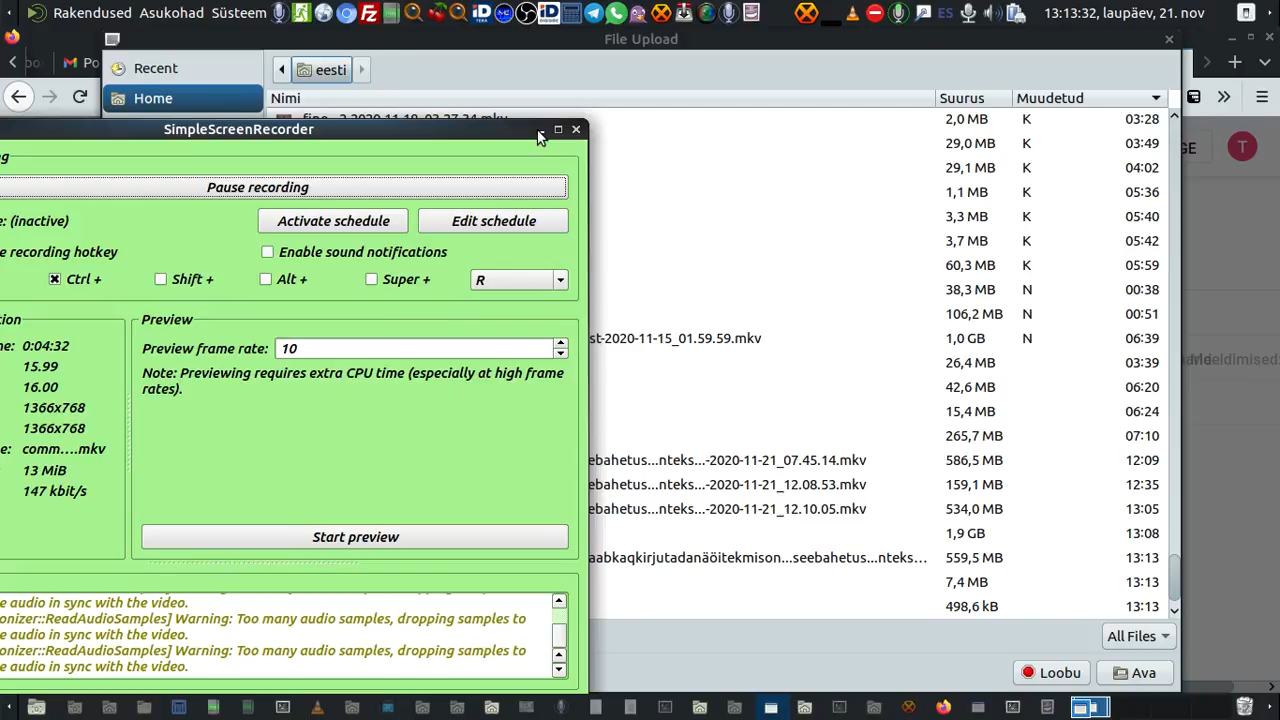 Rakendused Asukohad Süsteem
ES
13:13:32, laupäev, 21. nov
File Upload
Recent
eesti
Home
Nimi
Suurus
Muudetud
2,0 MB K 03:28
SimpleScreenRecorder
29,0 MB K 03:49
29,1 MB K 04:02
Pause recording
1,1 MB K 05:36
e: (inactive)
Activate schedule
Edit schedule
3,3 MB K 05:40
3,7 MB K 05:42
e recording hotkey
Enable sound notifications
60,3 MB K 05:59
Ctrl +
Shift +
Alt +
Super +
R
38,3 MB N 00:38
106,2 MB N 00:51
Preview
st-2020-11-15_01.59.59.mkv 1,0 GB N 06:39
ne: 0:04:32
Preview frame rate: 10
26,4 MB 03:39
15.99
Note: Previewing requires extra CPU time (especially at high frame
rates).
16.00
42,6 MB 06:20
1366x768
15,4 MB 06:24
1366x768
265,7 MB 07:10
e: comm....mkv
ebahetus...nteks...-2020-11-21_07.45.14.mkv 586,5 MB 12:09
13 MiB
147 kbit/s
ebahetus...nteks...-2020-11-21_12.08.53.mkv 159,1 MB 12:35
ebahetus...nteks...-2020-11-21_12.10.05.mkv 534,0 MB 13:05
Start preview
1,9 GB 13:08
aabkaqkirjutadanäöitekmison...seebahetus...nteks... 559,5 MB 13:13
7,4 MB 13:13
498,6 kB 13:13
e audio in sync with the video.
onizer::ReadAudioSamples] Warning: Too many audio samples, dropping samples to
e audio in sync with the video.
onizer::ReadAudioSamples] Warning: Too many audio samples, dropping samples to
e audio in sync with the video.
All Files
Loobu
Ava
GE
T